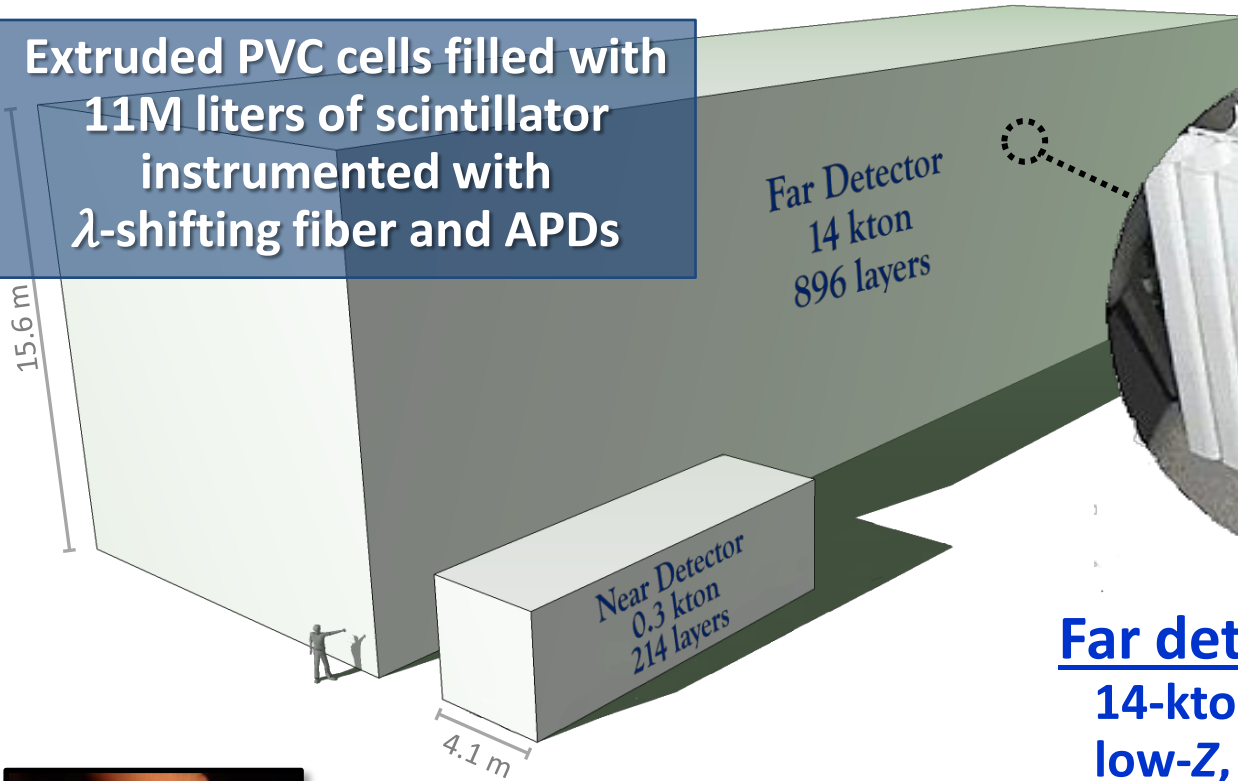 Extruded PVC cells filled with
11M liters of scintillator
instrumented with
λ-shifting fiber and APDs
15.6 m
Far Detector
14 kton
896 layers
Near Detector
0.3 kton
214 layers
4.1 m
Far det
14-kto
low-Z,